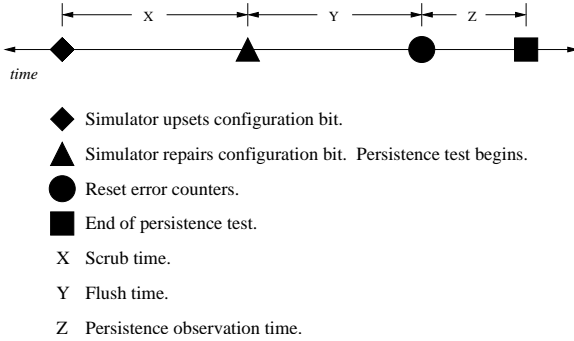 X Y Z
time
Simulator upsets configuration bit.
Simulator repairs configuration bit. Persistence test begins.
Reset error counters.
End of persistence test.
X Scrub time.
Y Flush time.
Z Persistence observation time.